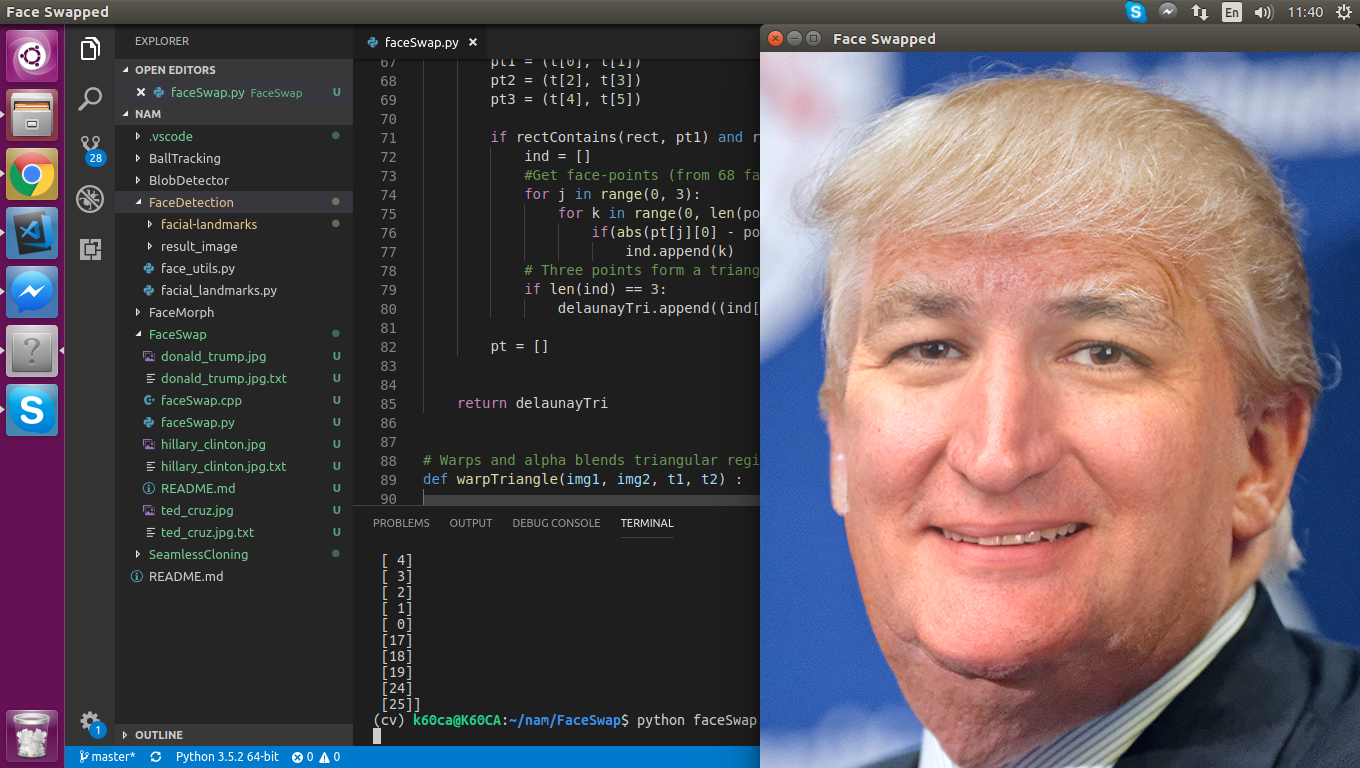 Face Swapped
En
11:40
EXPLORER
OPEN EDITORS
faceSwap.py FaceSwap U
NAM
.vscode
28
BallTracking
BlobDetector
FaceDetection
facial-landmarks
result_image
face_utils.py
facial_landmarks.py
FaceMorph
FaceSwap
donald_trump.jpg U
donald_trump.jpg.txt U
faceSwap.cpp U
faceSwap.py U
hillary_clinton.jpg U
hillary_clinton.jpg.txt U
README.md U
ted_cruz.jpg U
ted_cruz.jpg.txt U
SeamlessCloning
README.md
1
OUTLINE
master*
Python 3.5.2 64-bit
0
0
faceSwap.py
67 pt1 = (t[0], t[1])
68 pt2 = (t[2], t[3])
69 pt3 = (t[4], t[5])
70
71 if rectContains(rect, pt1) and r
72 ind = []
73 #Get face-points (from 68 fa
74 for j in range(0, 3):
75 for k in range(0, len(po
76 if(abs(pt[j][0] - po
77 ind.append(k)
78 # Three points form a triang
79 if len(ind) == 3:
80 delaunayTri.append((ind[
81
82 pt = []
83
84
85 return delaunayTri
86
87
88 # Warps and alpha blends triangular regi
89 def warpTriangle(img1, img2, t1, t2) :
90
PROBLEMS OUTPUT DEBUG CONSOLE TERMINAL
[ 4]
[ 3]
[ 2]
[ 1]
[ 0]
[17]
[18]
[19]
[24]
[25]]
(cv) k60ca@K60CA:~/nam/FaceSwap$ python faceSwap
Face Swapped